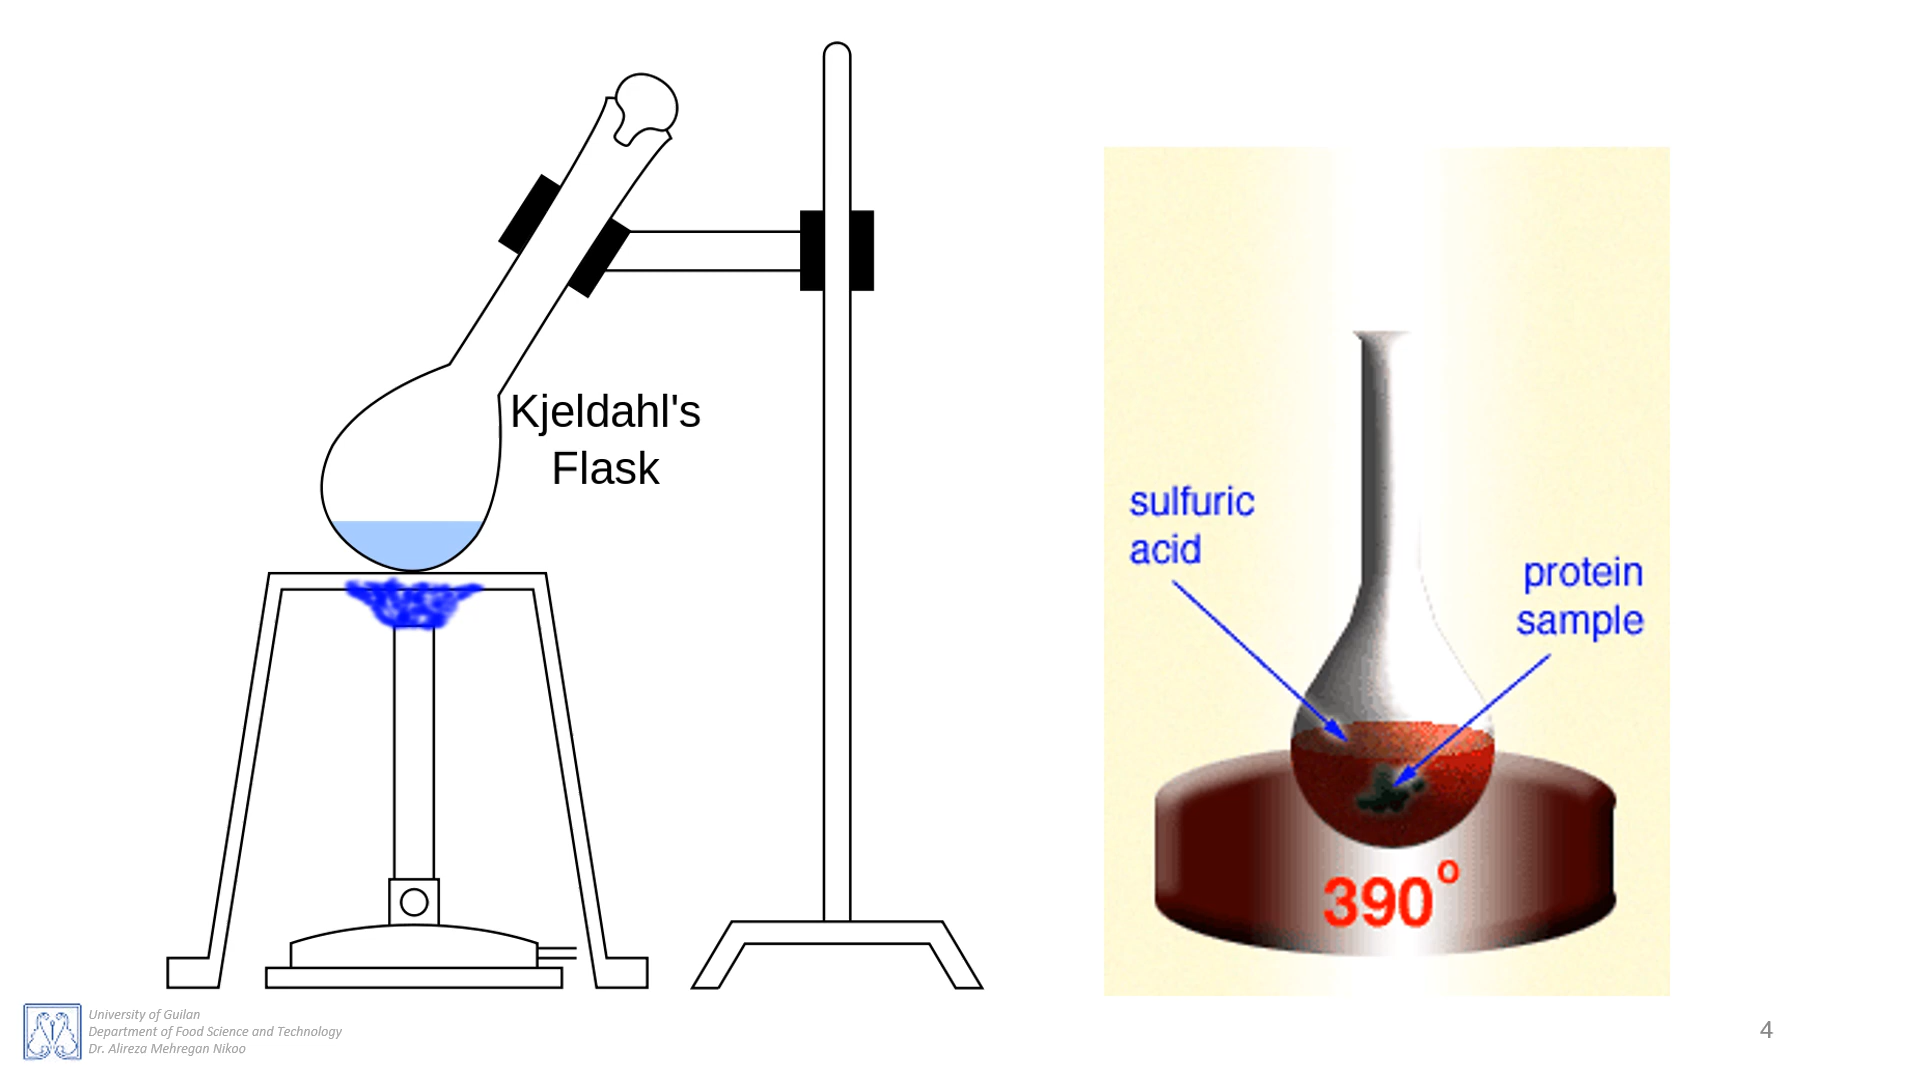 Kjeldahl's
Flask
sulfuric
acid
protein
sample
390°
University of Guilan
Department of Food Science and Technology
Dr. Alireza Mehregan Nikoo
4